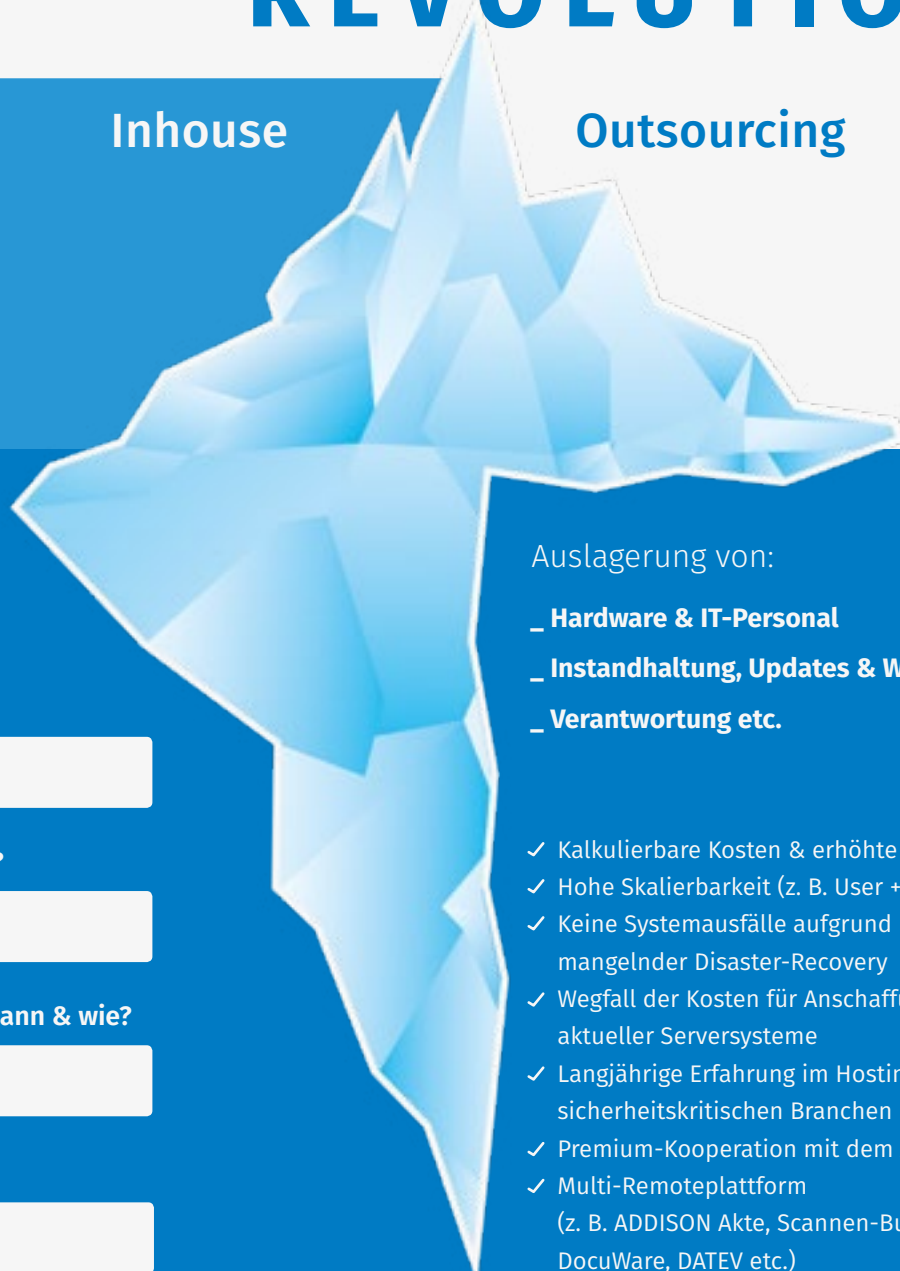 REVOLUTIO
Inhouse
Outsourcing
Auslagerung von:
_ Hardware & IT-Personal
_ Instandhaltung, Updates & W
_ Verantwortung etc.
ann & wie?
✓ Kalkulierbare Kosten & erhöhte
✓ Hohe Skalierbarkeit (z. B. User +
✓ Keine Systemausfälle aufgrund
mangelnder Disaster-Recovery
✓ Wegfall der Kosten für Anschaffu
aktueller Serversysteme
✓ Langjährige Erfahrung im Hostin
sicherheitskritischen Branchen
✓ Premium-Kooperation mit dem
✓ Multi-Remoteplattform
(z. B. ADDISON Akte, Scannen-Bu
DocuWare, DATEV etc.)